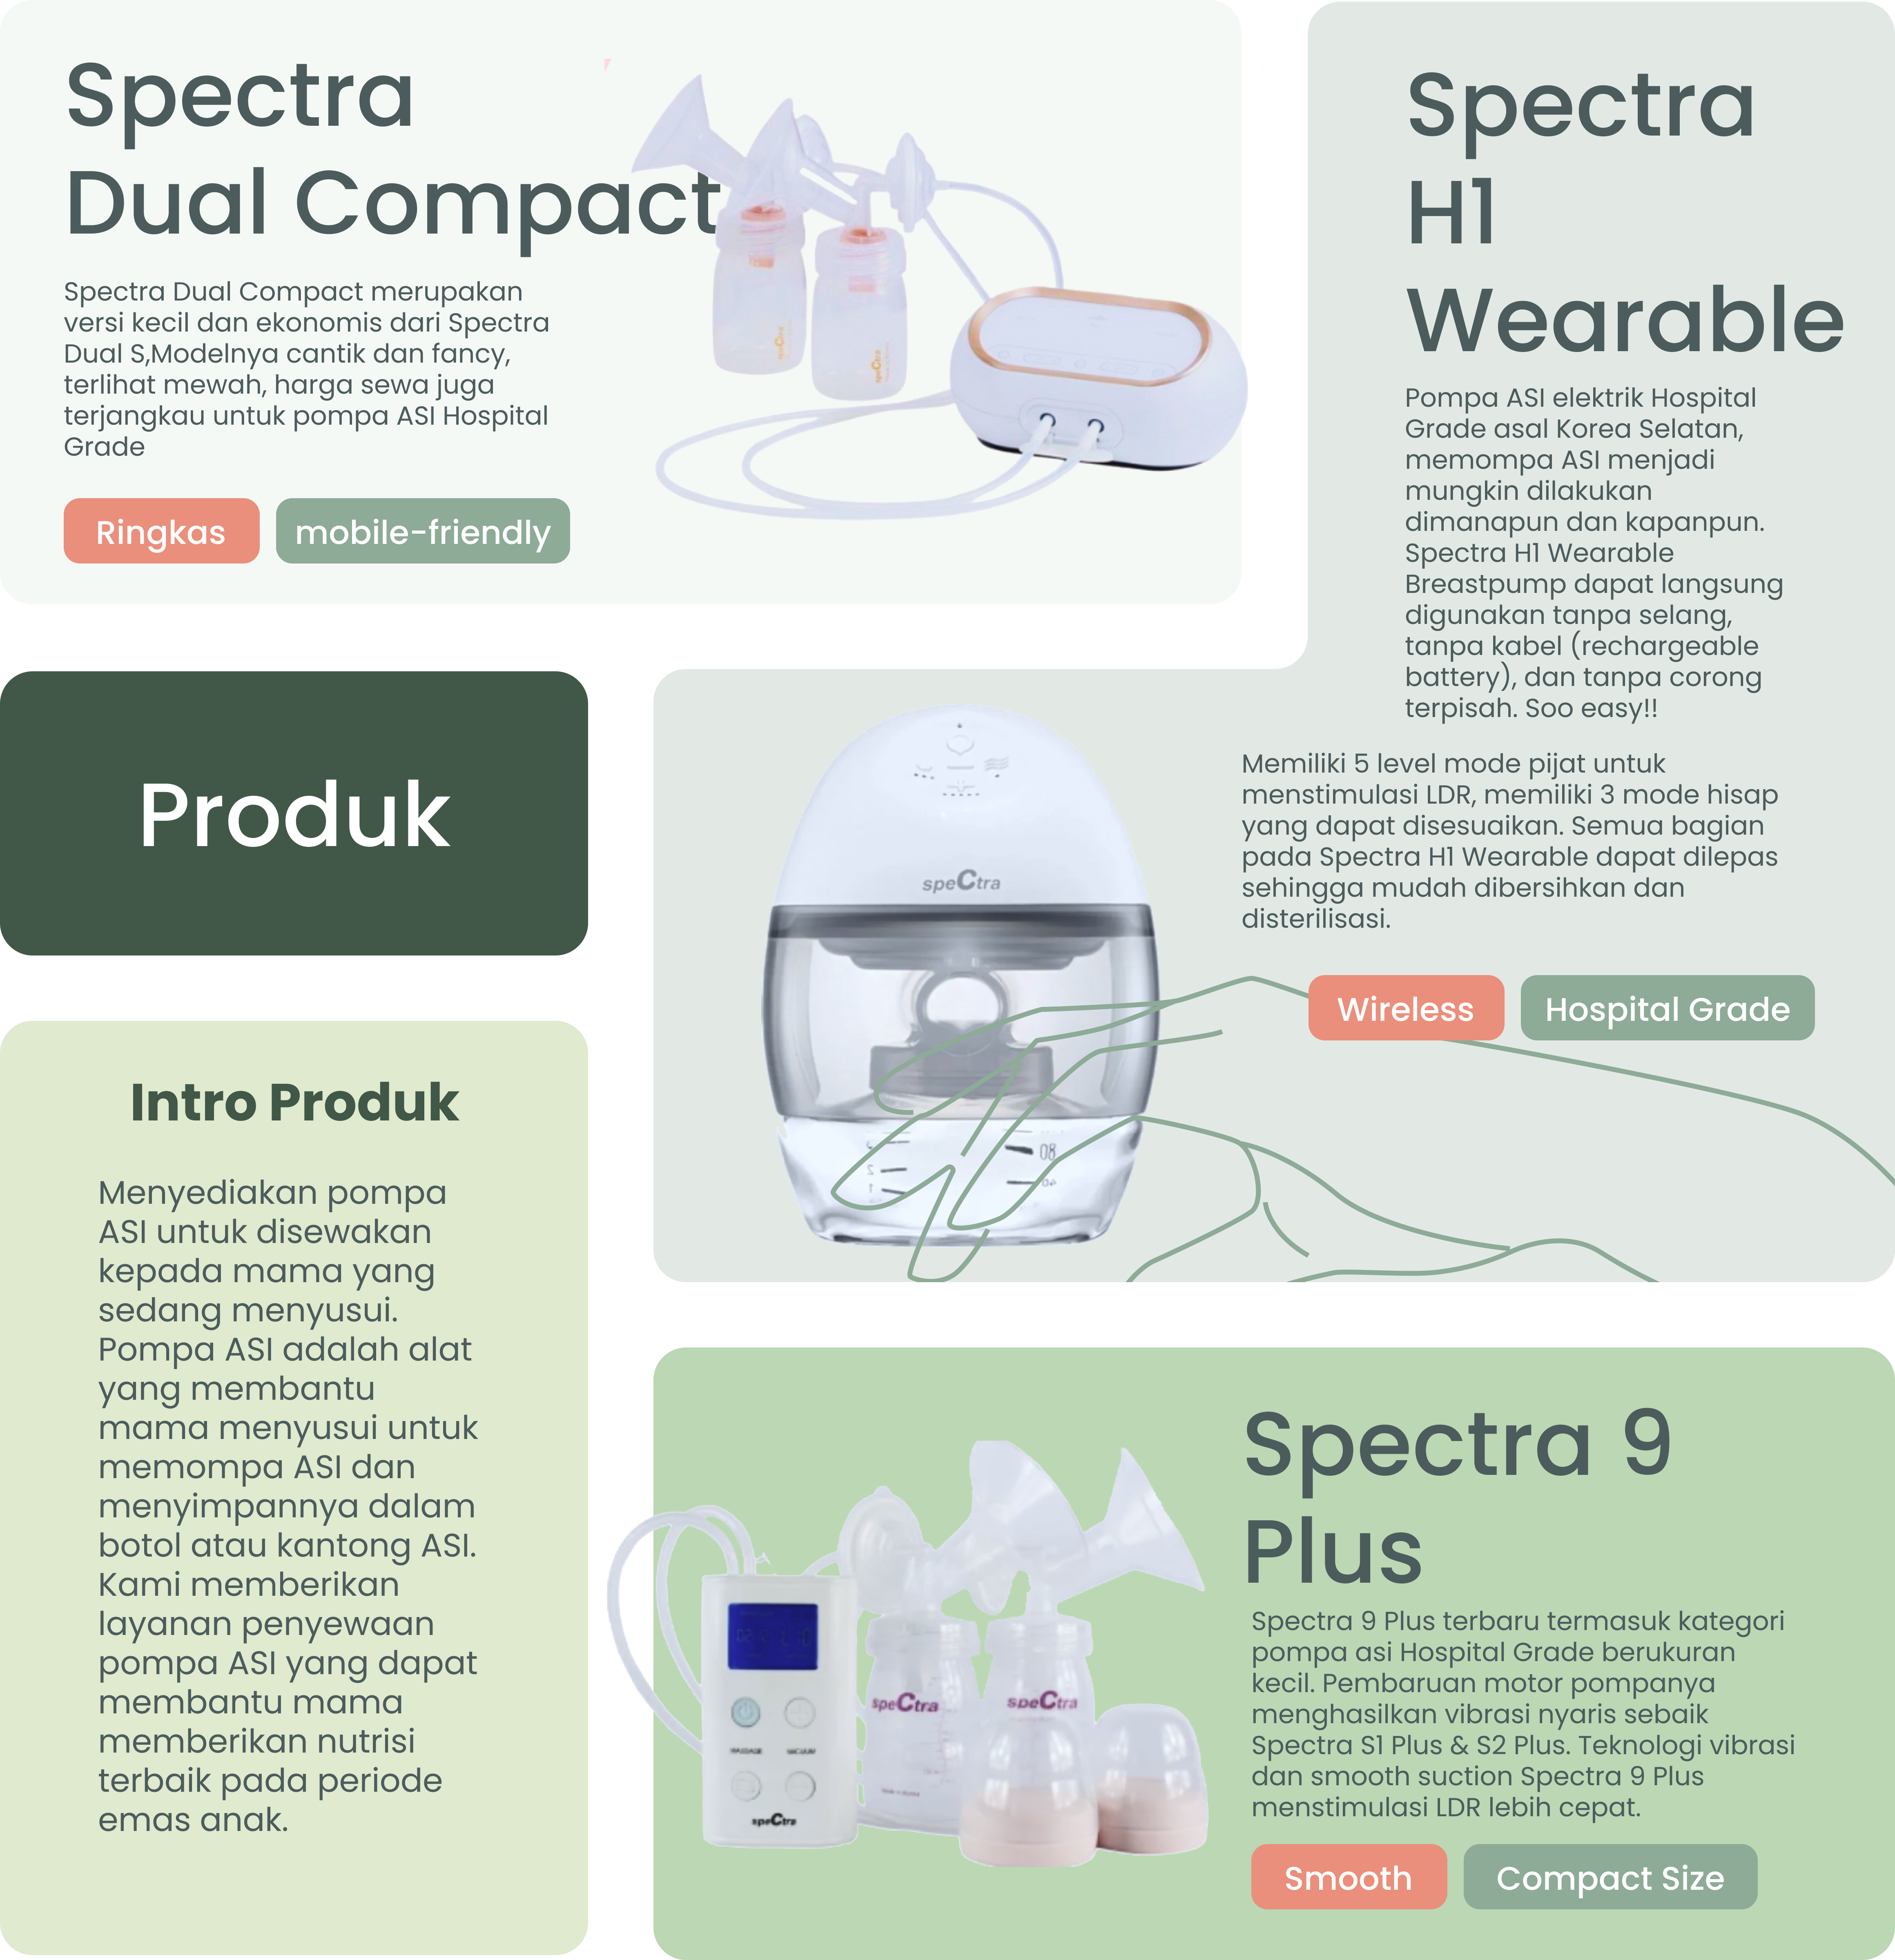 Spectra
Dual Compact
Spectra Dual Compact merupakan
versi kecil dan ekonomis dari Spectra
Dual S,Modelnya cantik dan fancy,
terlihat mewah, harga sewa juga
terjangkau untuk pompa ASI Hospital
Grade
Ringkas
mobile-friendly
speCtra
speCtra
Spectra
H1
Wearable
Pompa ASI elektrik Hospital
Grade asal Korea Selatan,
memompa ASI menjadi
mungkin dilakukan
dimanapun dan kapanpun.
Spectra H1 Wearable
Breastpump dapat langsung
digunakan tanpa selang,
tanpa kabel (rechargeable
battery), dan tanpa corong
terpisah. Soo easy!!
Memiliki 5 level mode pijat untuk
menstimulasi LDR, memiliki 3 mode hisap
yang dapat disesuaikan. Semua bagian
pada Spectra H1 Wearable dapat dilepas
sehingga mudah dibersihkan dan
disterilisasi.
Wireless
Hospital Grade
speCtra
80
2
1
Produk
Intro Produk
Menyediakan pompa
ASI untuk disewakan
kepada mama yang
sedang menyusui.
Pompa ASI adalah alat
yang membantu
mama menyusui untuk
memompa ASI dan
menyimpannya dalam
botol atau kantong ASI.
Kami memberikan
layanan penyewaan
pompa ASI yang dapat
membantu mama
memberikan nutrisi
terbaik pada periode
emas anak.
Spectra 9
Plus
Spectra 9 Plus terbaru termasuk kategori
pompa asi Hospital Grade berukuran
kecil. Pembaruan motor pompanya
menghasilkan vibrasi nyaris sebaik
Spectra S1 Plus & S2 Plus. Teknologi vibrasi
dan smooth suction Spectra 9 Plus
menstimulasi LDR lebih cepat.
Smooth
Compact Size
speCtra
speCtra
MASSAGE
VACUUM
speCtra